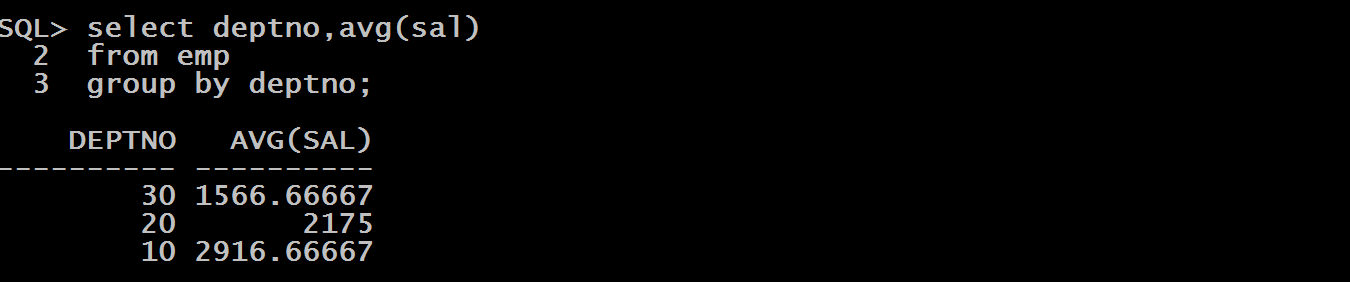 SQL> select deptno,avg(sal)
  2  from emp
  3  group by deptno;

    DEPTNO   AVG(SAL)
---------- ----------
        30 1566.66667
        20       2175
        10 2916.66667